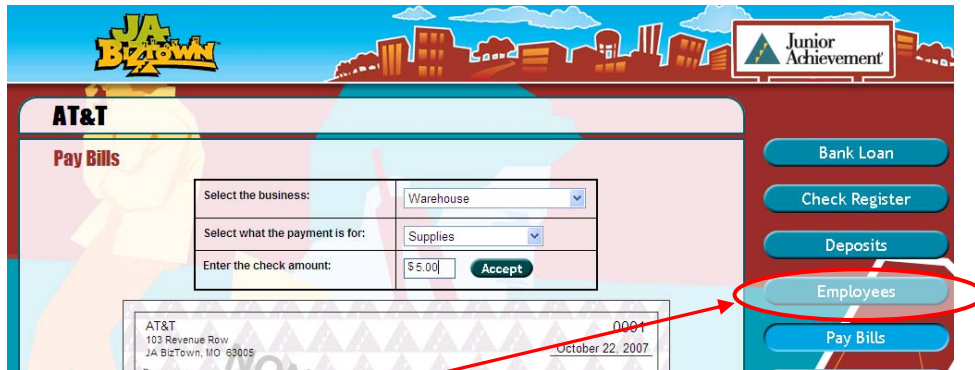 JA
BIZTOWN
Junior
Achievement
AT&T
Pay Bills
Select the business:
Warehouse
Select what the payment is for:
Supplies
Enter the check amount:
$ 5.00
Accept
Bank Loan
Check Register
Deposits
Employees
Pay Bills
AT&T
0091
103 Revenue Row
JA BizTown, MO 63005
October 22, 2007